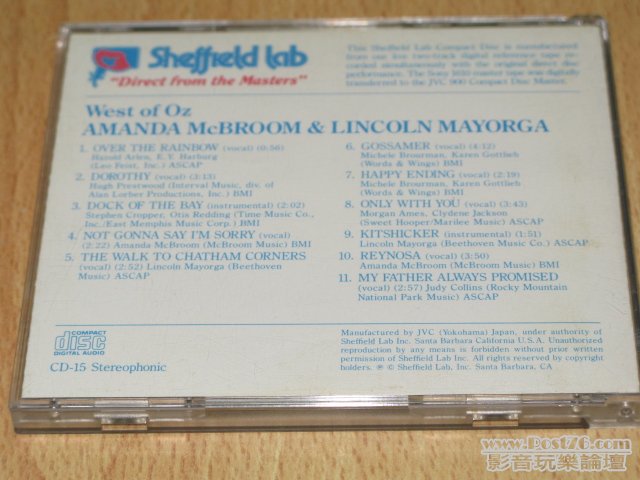 Sheffield Lab
"Direct from the Masters"
This Sheffield Lab Compact Disc is manufactured
from our live two-track digital reference tape re-
corded simultaneously with the original direct disc
performance. The Sony 1610 master tape was digitally
transferred to the JVC 900 Compact Disc Master.
West of Oz
AMANDA McBROOM & LINCOLN MAYORGA
1. OVER THE RAINBOW (vocal) (0:56)
Harold Arlen, E.Y. Harburg
(Leo Feist, Inc.) ASCAP
2. DOROTHY (vocal) (3:13)
Hugh Prestwood (Interval Music, div. of
Alan Lorber Productions, Inc.) BMI
3. DOCK OF THE BAY (instrumental) (2:02)
Stephen Cropper, Otis Redding (Time Music Co.,
Inc./East Memphis Music Corp.) BMI
4. NOT GONNA SAY I'M SORRY (vocal)
(2:22) Amanda McBroom (McBroom Music) BMI
5. THE WALK TO CHATHAM CORNERS
(vocal) (2:52) Lincoln Mayorga (Beethoven
Music) ASCAP
6. GOSSAMER (vocal) (4:12)
Michele Brourman, Karen Gottlieb
(Words & Wings) BMI
7. HAPPY ENDING (vocal) (2:19)
Michele Brourman, Karen Gottlieb
(Words & Wings) BMI
8. ONLY WITH YOU (vocal) (3:43)
Morgan Ames, Clydene Jackson
(Sweet Hooper/Marilee Music) ASCAP
9. KITSHICKER (instrumental) (1:51)
Lincoln Mayorga (Beethoven Music Co.) ASCAP
10. REYNOSA (vocal) (3:50)
Amanda McBroom (McBroom Music) BMI
11. MY FATHER ALWAYS PROMISED
(vocal) (2:57) Judy Collins (Rocky Mountain
National Park Music) ASCAP
COMPACT
disc
DIGITAL AUDIO
CD-15 Stereophonic
Manufactured by JVC (Yokohama) Japan, under authority of
Sheffield Lab Inc. Santa Barbara California U.S.A. Unauthorized
reproduction by any means is forbidden without prior written
permission of Sheffield Lab Inc. All rights reserved by copyright
holders. ℗ © Sheffield Lab, Inc. Santa Barbara, CA
www.Post76.com
影音玩樂論壇